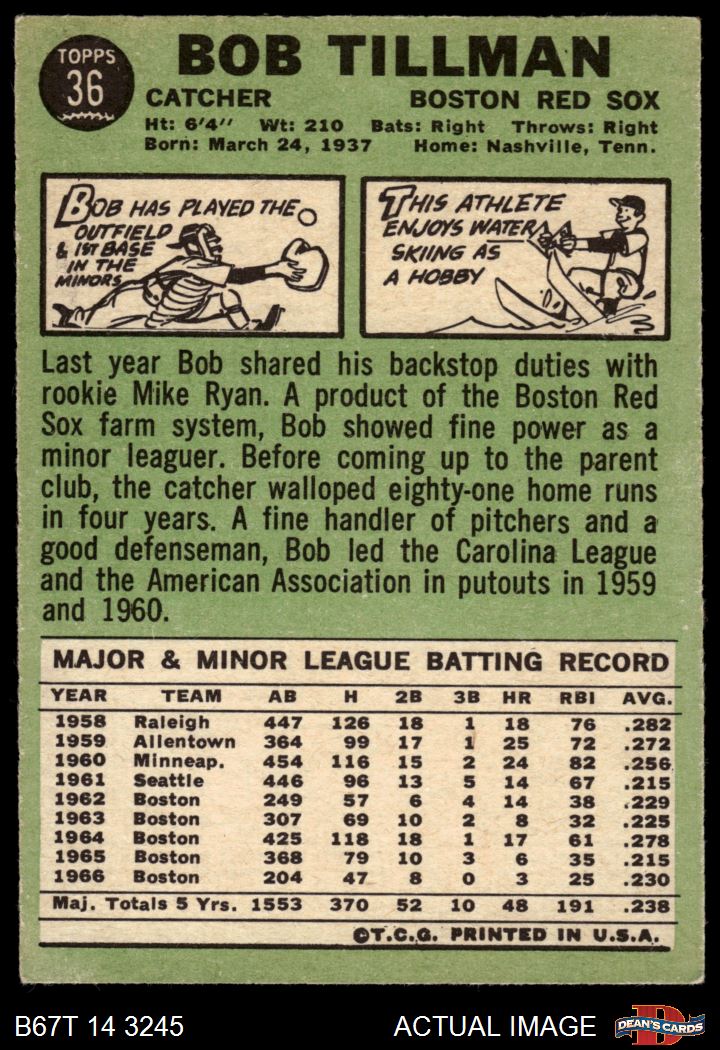 TOPPS
36
BOB TILLMAN
CATCHER BOSTON RED SOX
Ht: 6'4" Wt: 210 Bats: Right Throws: Right
Born: March 24, 1937 Home: Nashville, Tenn.
BOB HAS PLAYED THE
OUTFIELD
& 1ST BASE
IN THE
MINORS
THIS ATHLETE
ENJOYS WATER
SKIING AS
A HOBBY
Last year Bob shared his backstop duties with
rookie Mike Ryan. A product of the Boston Red
Sox farm system, Bob showed fine power as a
minor leaguer. Before coming up to the parent
club, the catcher walloped eighty-one home runs
in four years. A fine handler of pitchers and a
good defenseman, Bob led the Carolina League
and the American Association in putouts in 1959
and 1960.
MAJOR & MINOR LEAGUE BATTING RECORD
YEAR TEAM AB H 2B 3B HR RBI AVG.
1958 Raleigh 447 126 18 1 18 76 .282
1959 Allentown 364 99 17 1 25 72 .272
1960 Minneap. 454 116 15 2 24 82 .256
1961 Seattle 446 96 13 5 14 67 .215
1962 Boston 249 57 6 4 14 38 .229
1963 Boston 307 69 10 2 8 32 .225
1964 Boston 425 118 18 1 17 61 .278
1965 Boston 368 79 10 3 6 35 .215
1966 Boston 204 47 8 0 3 25 .230
Maj. Totals 5 Yrs. 1553 370 52 10 48 191 .238
©T.C.G. PRINTED IN U.S.A.
B67T 14 3245 ACTUAL IMAGE DEAN'S CARDS